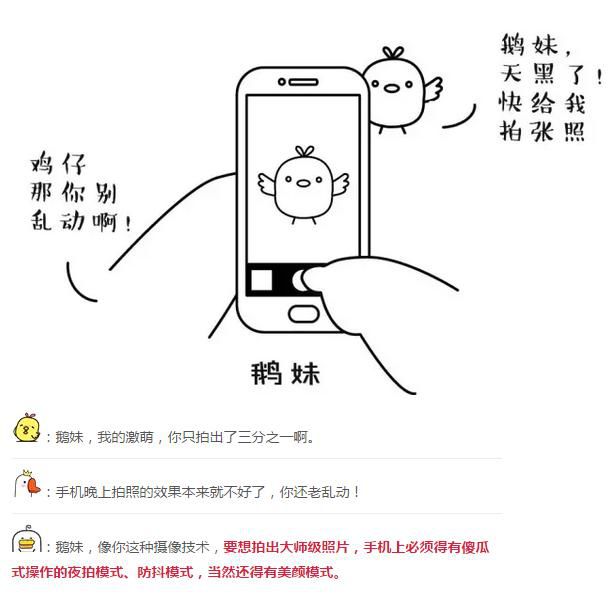 鹅妹，
天黑了！
快给我
拍张照
鸡仔
那你别
乱动啊！
鹅妹
：鹅妹，我的激萌，你只拍出了三分之一啊。
：手机晚上拍照的效果本来就不好了，你还老乱动！
：鹅妹，像你这种摄像技术，要想拍出大师级照片，手机上必须得有傻瓜
式操作的夜拍模式、防抖模式，当然还得有美颜模式。